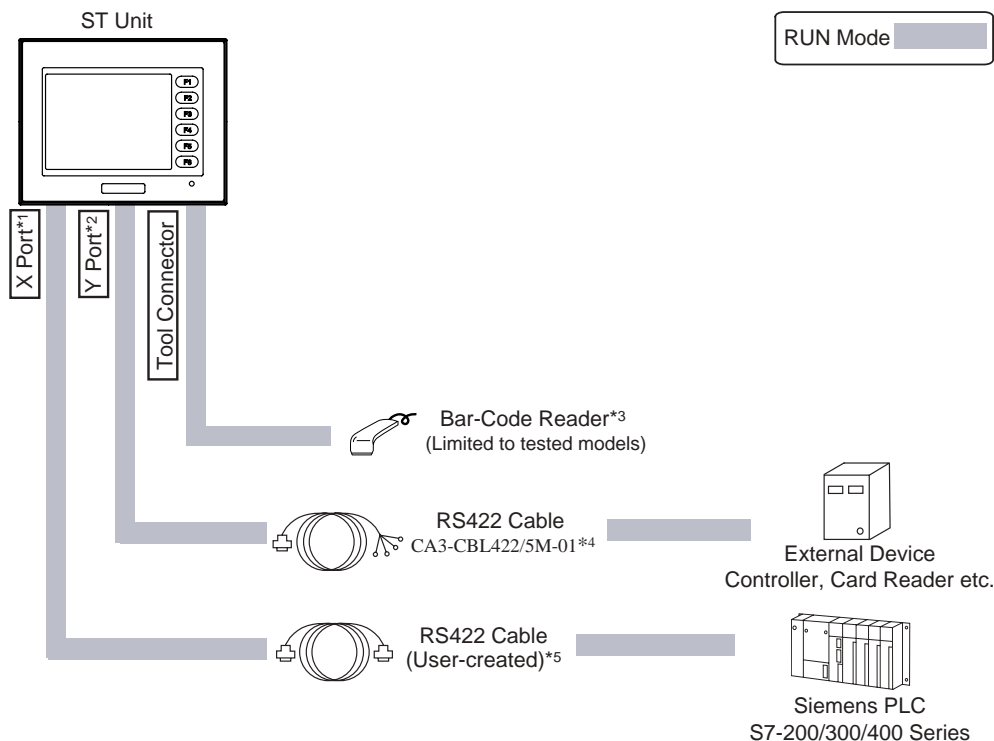 ST Unit
RUN Mode
F1
F2
F3
F4
F5
F6
X Port*1
Y Port*2
Tool Connector
Bar-Code Reader*3
(Limited to tested models)
RS422 Cable
CA3-CBL422/5M-01*4
External Device
Controller, Card Reader etc.
RS422 Cable
(User-created)*5
Siemens PLC
S7-200/300/400 Series